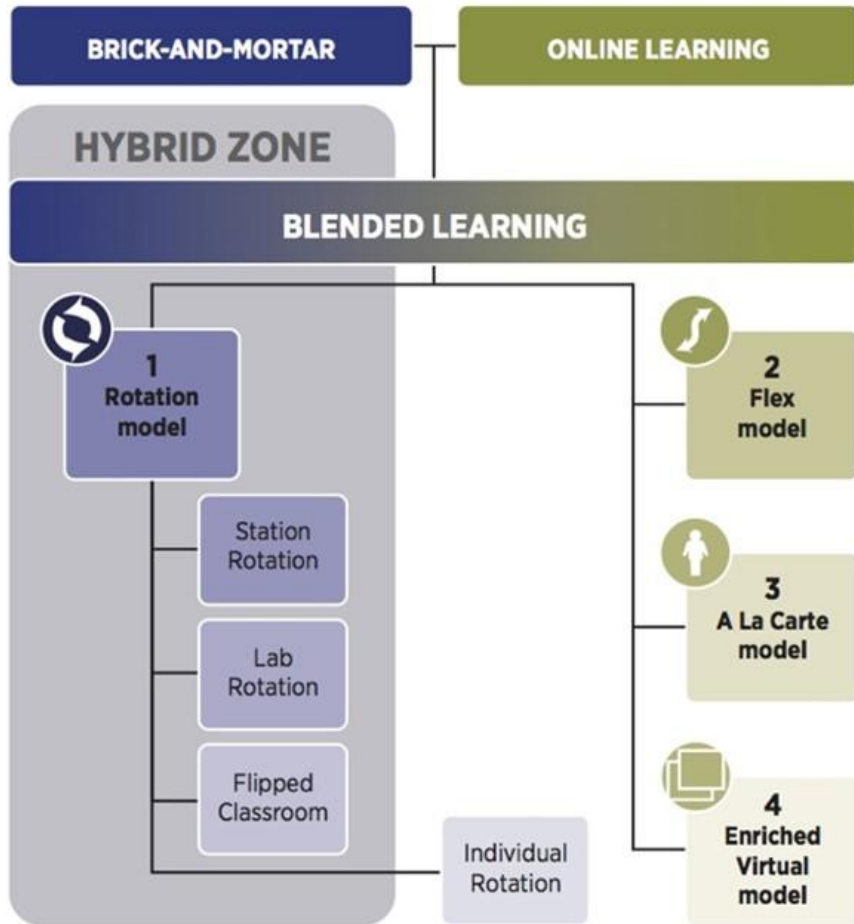 BRICK-AND-MORTAR
ONLINE LEARNING
HYBRID ZONE
BLENDED LEARNING
1
Rotation
model
Station
Rotation
Lab
Rotation
Flipped
Classroom
Individual
Rotation
2
Flex
model
3
A La Carte
model
4
Enriched
Virtual
model